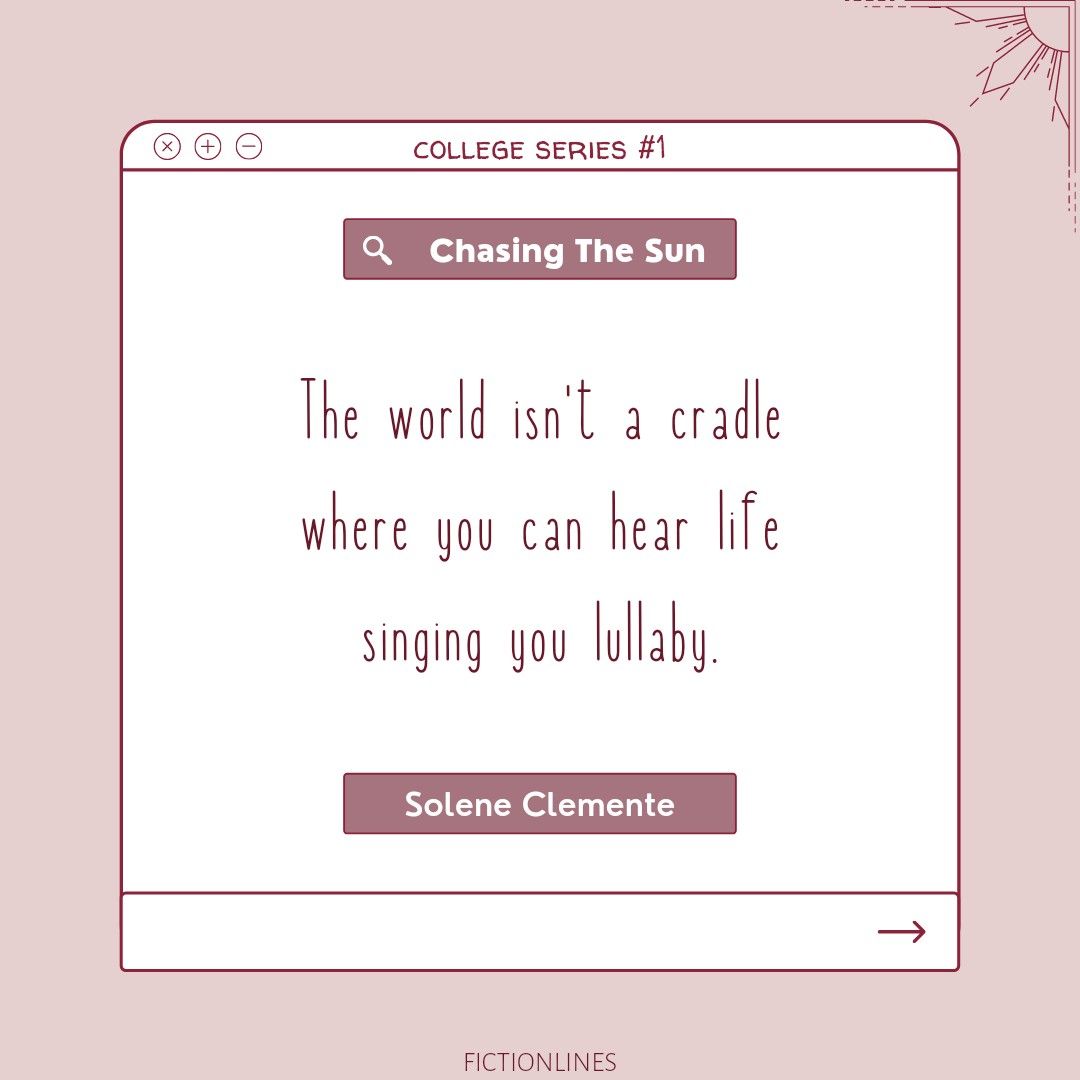 COLLEGE SERIES #1
Chasing The Sun
The world isn't a cradle
where you can hear life
singing you lullaby.
Solene Clemente
FICTIONLINES